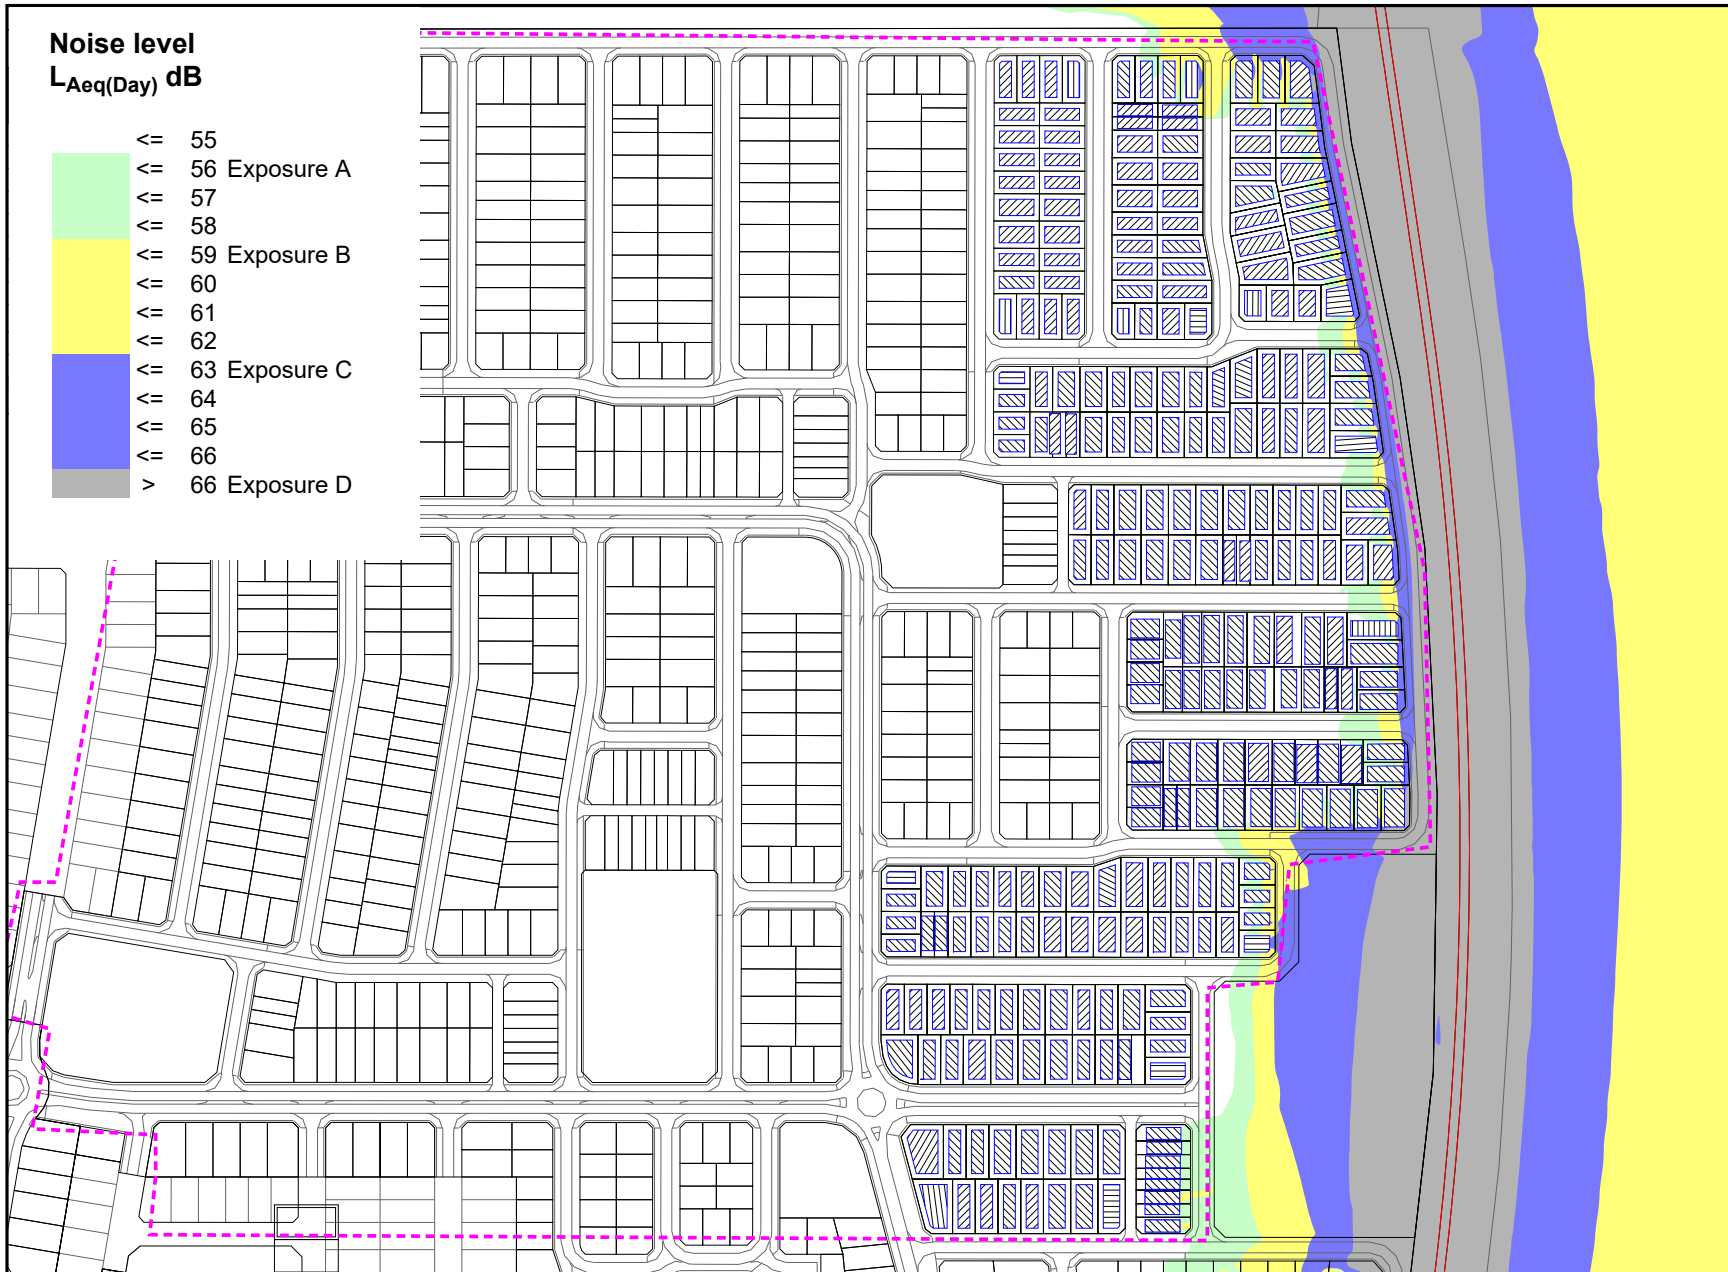 Noise level
LAeq(Day) dB
<= 55
<= 56 Exposure A
<= 57
<= 58
<= 59 Exposure B
<= 60
<= 61
<= 62
<= 63 Exposure C
<= 64
<= 65
<= 66
> 66 Exposure D